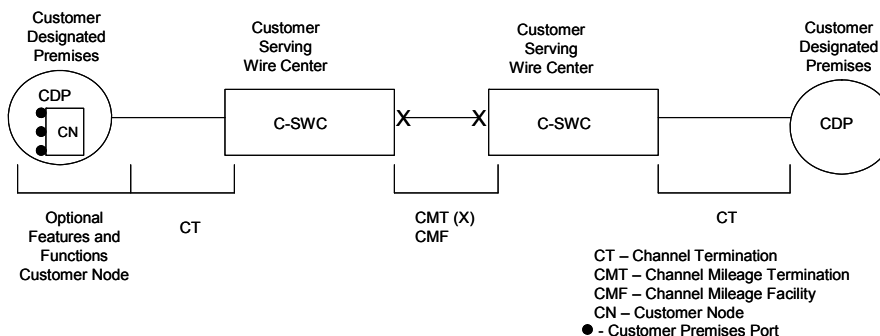 Customer
Designated
Premises
Customer
Serving
Wire Center
Customer
Serving
Wire Center
Customer
Designated
Premises
CDP
CN
C-SWC
X
X
C-SWC
CDP
Optional
Features and
Functions
Customer Node
CT
CMT (X)
CMF
CT
CT – Channel Termination
CMT – Channel Mileage Termination
CMF – Channel Mileage Facility
CN – Customer Node
● - Customer Premises Port